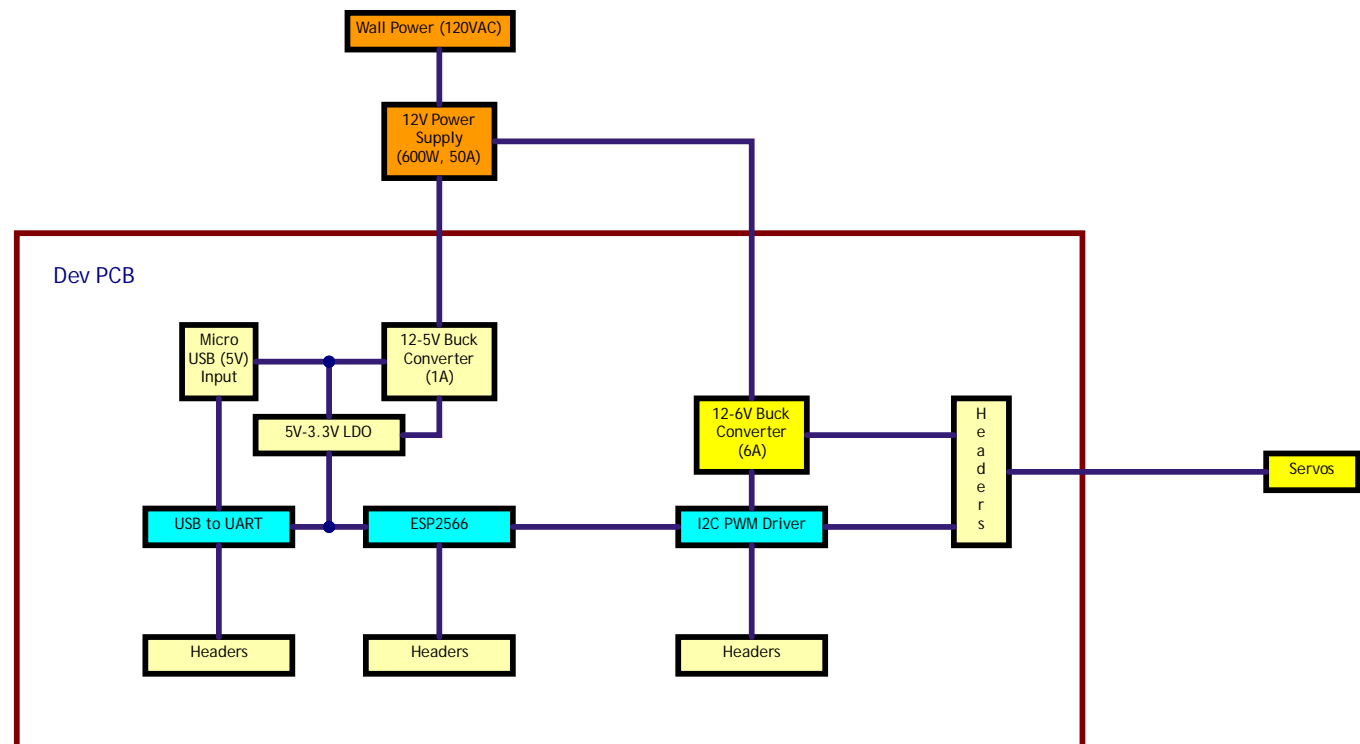 Wall Power (120VAC)
12V Power
Supply
(600W, 50A)
Dev PCB
Micro
USB (5V)
Input
12-5V Buck
Converter
(1A)
5V-3.3V LDO
12-6V Buck
Converter
(6A)
H
e
a
d
e
r
s
Servos
USB to UART
ESP2566
I2C PWM Driver
Headers
Headers
Headers